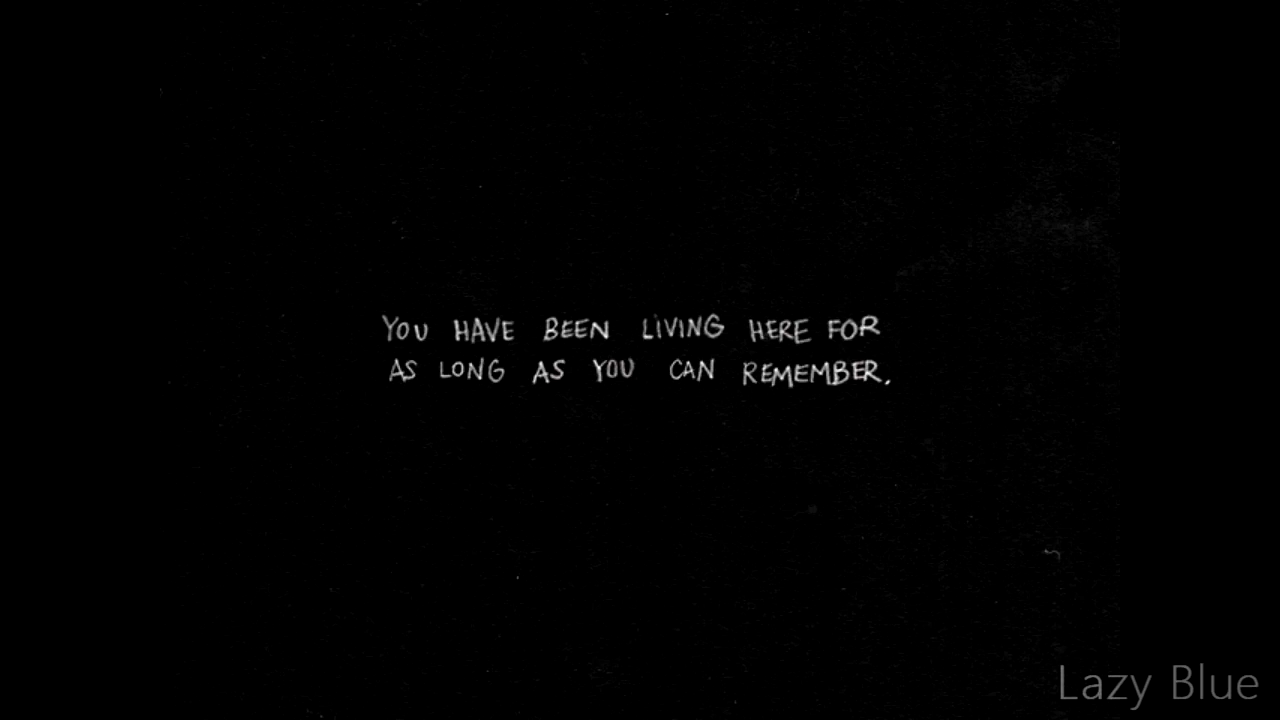 YOU HAVE BEEN LIVING HERE FOR
AS LONG AS YOU CAN REMEMBER.
Lazy Blue